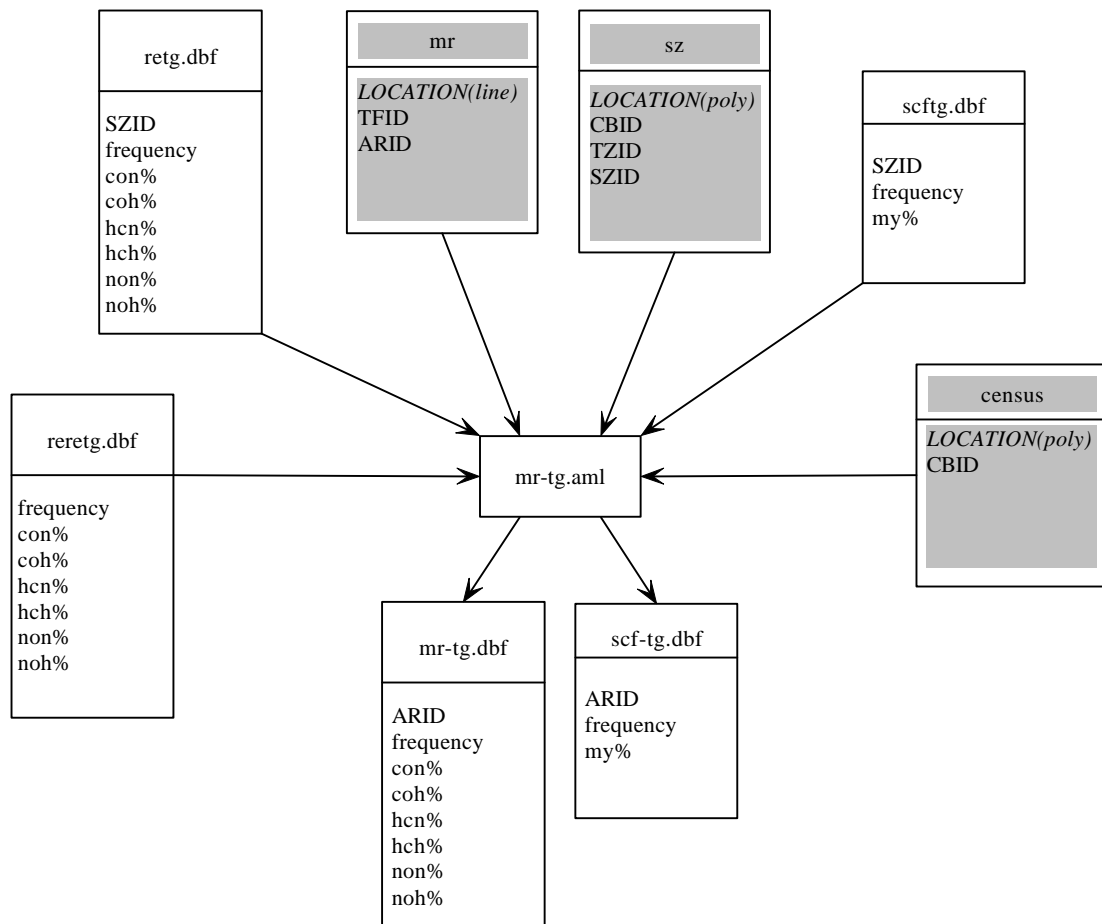 retg.dbf
SZID
frequency
con%
coh%
hcn%
hch%
non%
noh%
mr
LOCATION(line)
TFID
ARID
sz
LOCATION(poly)
CBID
TZID
SZID
scftg.dbf
SZID
frequency
my%
reretg.dbf
frequency
con%
coh%
hcn%
hch%
non%
noh%
mr-tg.aml
census
LOCATION(poly)
CBID
mr-tg.dbf
ARID
frequency
con%
coh%
hcn%
hch%
non%
noh%
scf-tg.dbf
ARID
frequency
my%